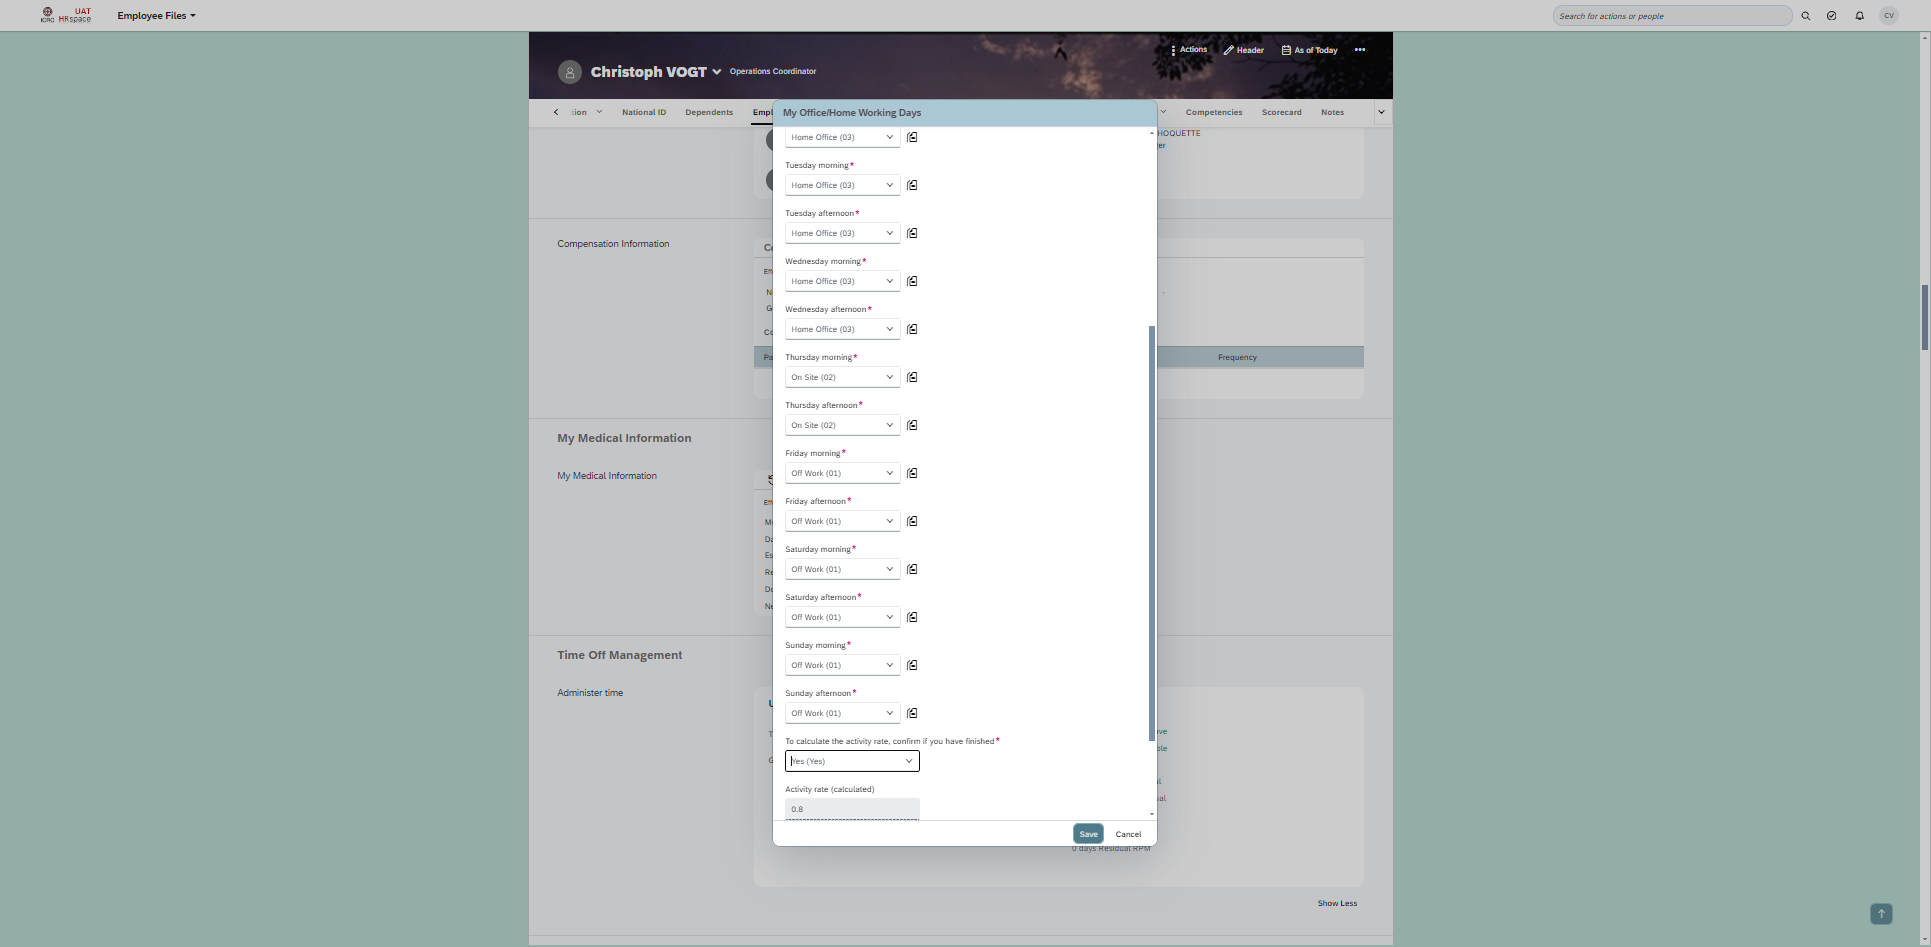 UAT
ICRC HRspace
Employee Files
Search for actions or people
CV
Actions
Header
As of Today
Christoph VOGT
Operations Coordinator
National ID
Dependents
Competencies
Scorecard
Notes
My Office/Home Working Days
Home Office (03)
HOQUETTE
Tuesday morning*
Home Office (03)
Tuesday afternoon*
Home Office (03)
Compensation Information
Wednesday morning*
Home Office (03)
Wednesday afternoon*
Home Office (03)
Thursday morning*
Frequency
On Site (02)
Thursday afternoon*
On Site (02)
My Medical Information
Friday morning*
Off Work (01)
My Medical Information
Friday afternoon*
Off Work (01)
Saturday morning*
Off Work (01)
Saturday afternoon*
Off Work (01)
Sunday morning*
Time Off Management
Off Work (01)
Administer time
Sunday afternoon*
Off Work (01)
To calculate the activity rate, confirm if you have finished*
Yes (Yes)
Activity rate (calculated)
0.8
Save
Cancel
0 days Residual RPM
Show Less